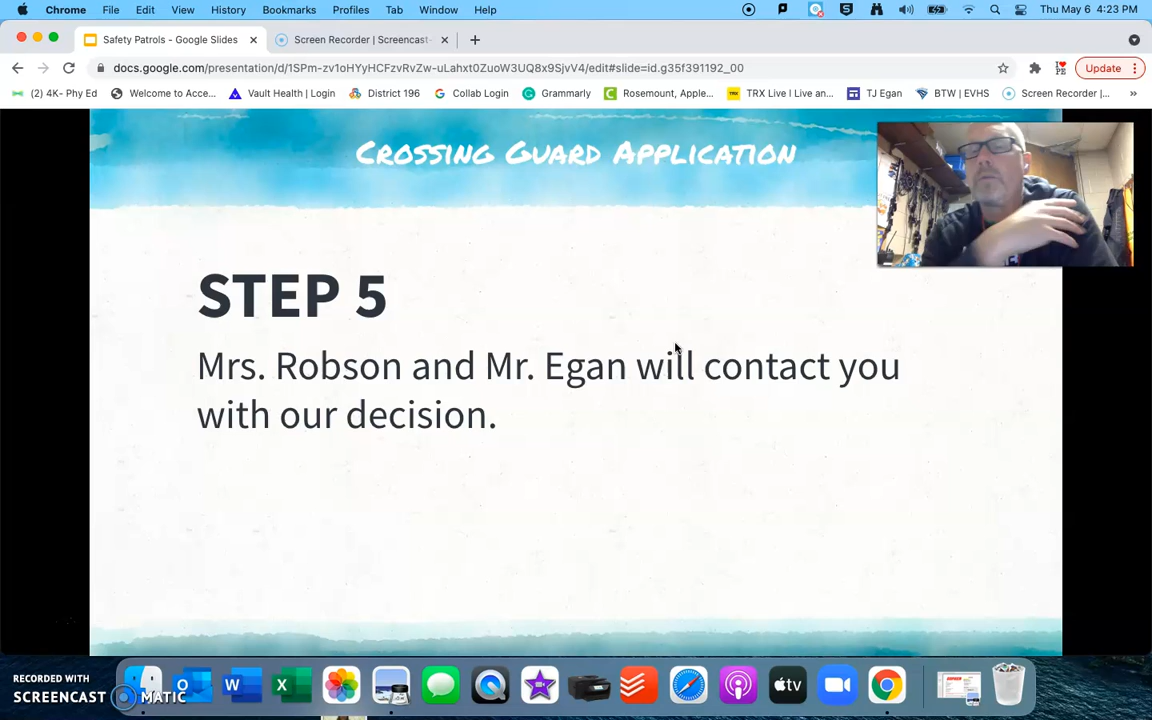 Chrome File Edit View History Bookmarks Profiles Tab Window Help Thu May 6 4:23 PM
Safety Patrols - Google Slides Screen Recorder | Screencast-
docs.google.com/presentation/d/1SPm-zv1oHYyHCFzvRvZw-uLahxt0ZuoW3UQ8x9SjvV4/edit#slide=id.g35f391192_00 Update
(2) 4K- Phy Ed Welcome to Acce... Vault Health | Login District 196 Collab Login Grammarly Rosemount, Apple... TRX Live I Live an... TJ Egan BTW | EVHS Screen Recorder |... »
Crossing Guard Application
STEP 5
Mrs. Robson and Mr. Egan will contact you
with our decision.
RECORDED WITH
SCREENCAST MATIC
tv